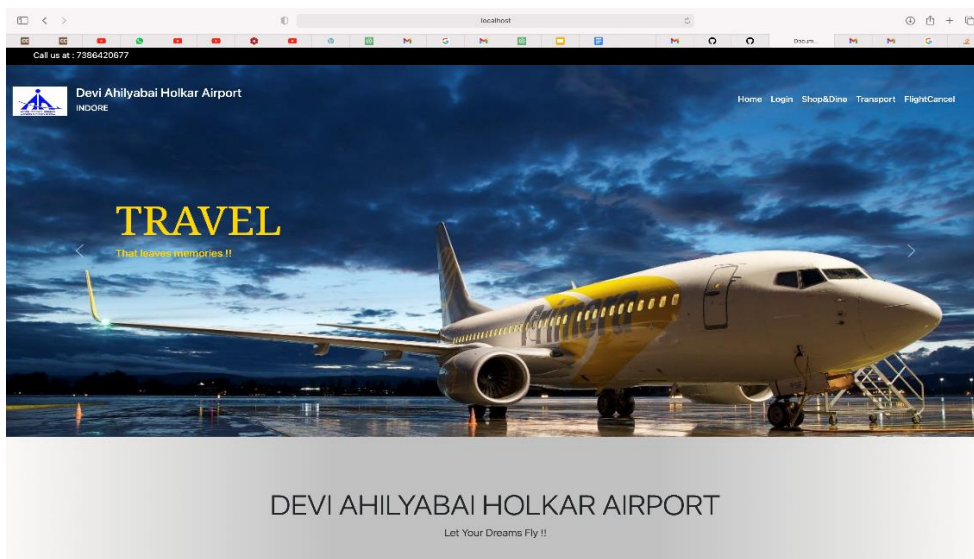 localhost
Docum...
Call us at : 7386420677
Devi Ahilyabai Holkar Airport
INDORE
Home Login Shop&Dine Transport FlightCancel
TRAVEL
That leaves memories !!
DEVI AHILYABAI HOLKAR AIRPORT
Let Your Dreams Fly !!